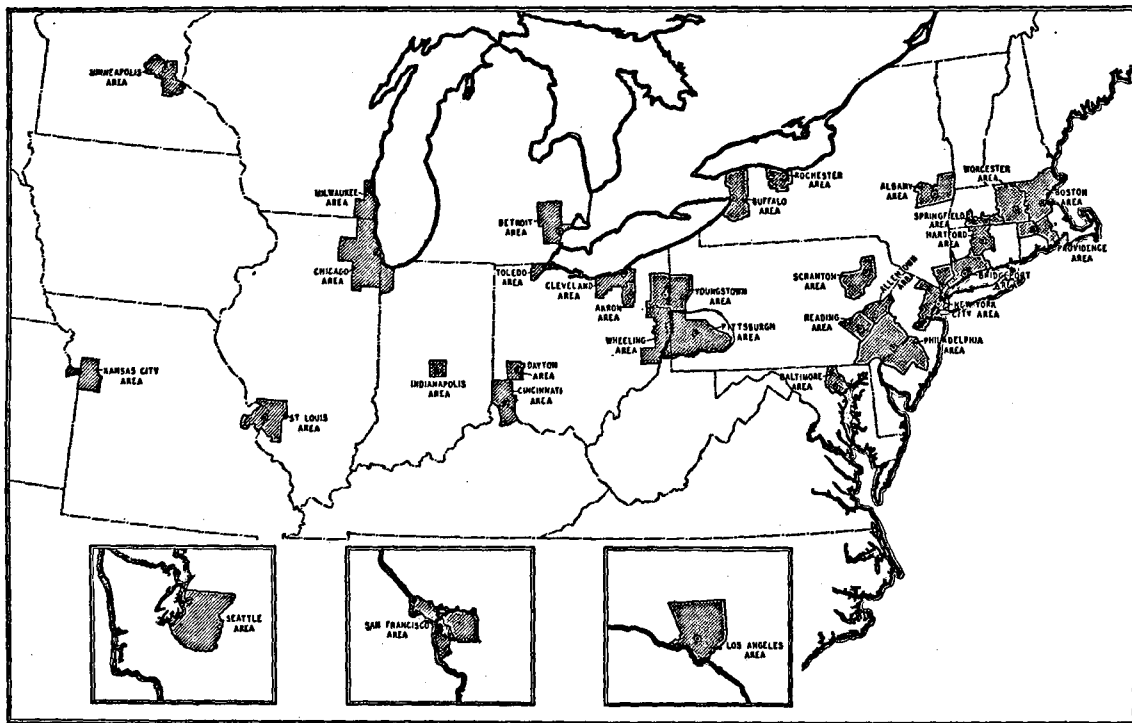 MINNEAPOLIS
AREA
MILWAUKEE
AREA
CHICAGO
AREA
DETROIT
AREA
TOLEDO
AREA
CLEVELAND
AREA
AKRON
AREA
YOUNGSTOWN
AREA
PITTSBURGH
AREA
WHEELING
AREA
BUFFALO
AREA
ROCHESTER
AREA
ALBANY
AREA
WORCESTER
AREA
BOSTON
AREA
SPRINGFIELD
AREA
HARTFORD
AREA
PROVIDENCE
AREA
BRIDGEPORT
AREA
SCRANTON
AREA
ALLENTOWN
AREA
NEW YORK
CITY AREA
READING
AREA
PHILADELPHIA
AREA
BALTIMORE
AREA
KANSAS CITY
AREA
ST LOUIS
AREA
INDIANAPOLIS
AREA
DAYTON
AREA
CINCINNATI
AREA
SEATTLE
AREA
SAN FRANCISCO
AREA
LOS ANGELES
AREA